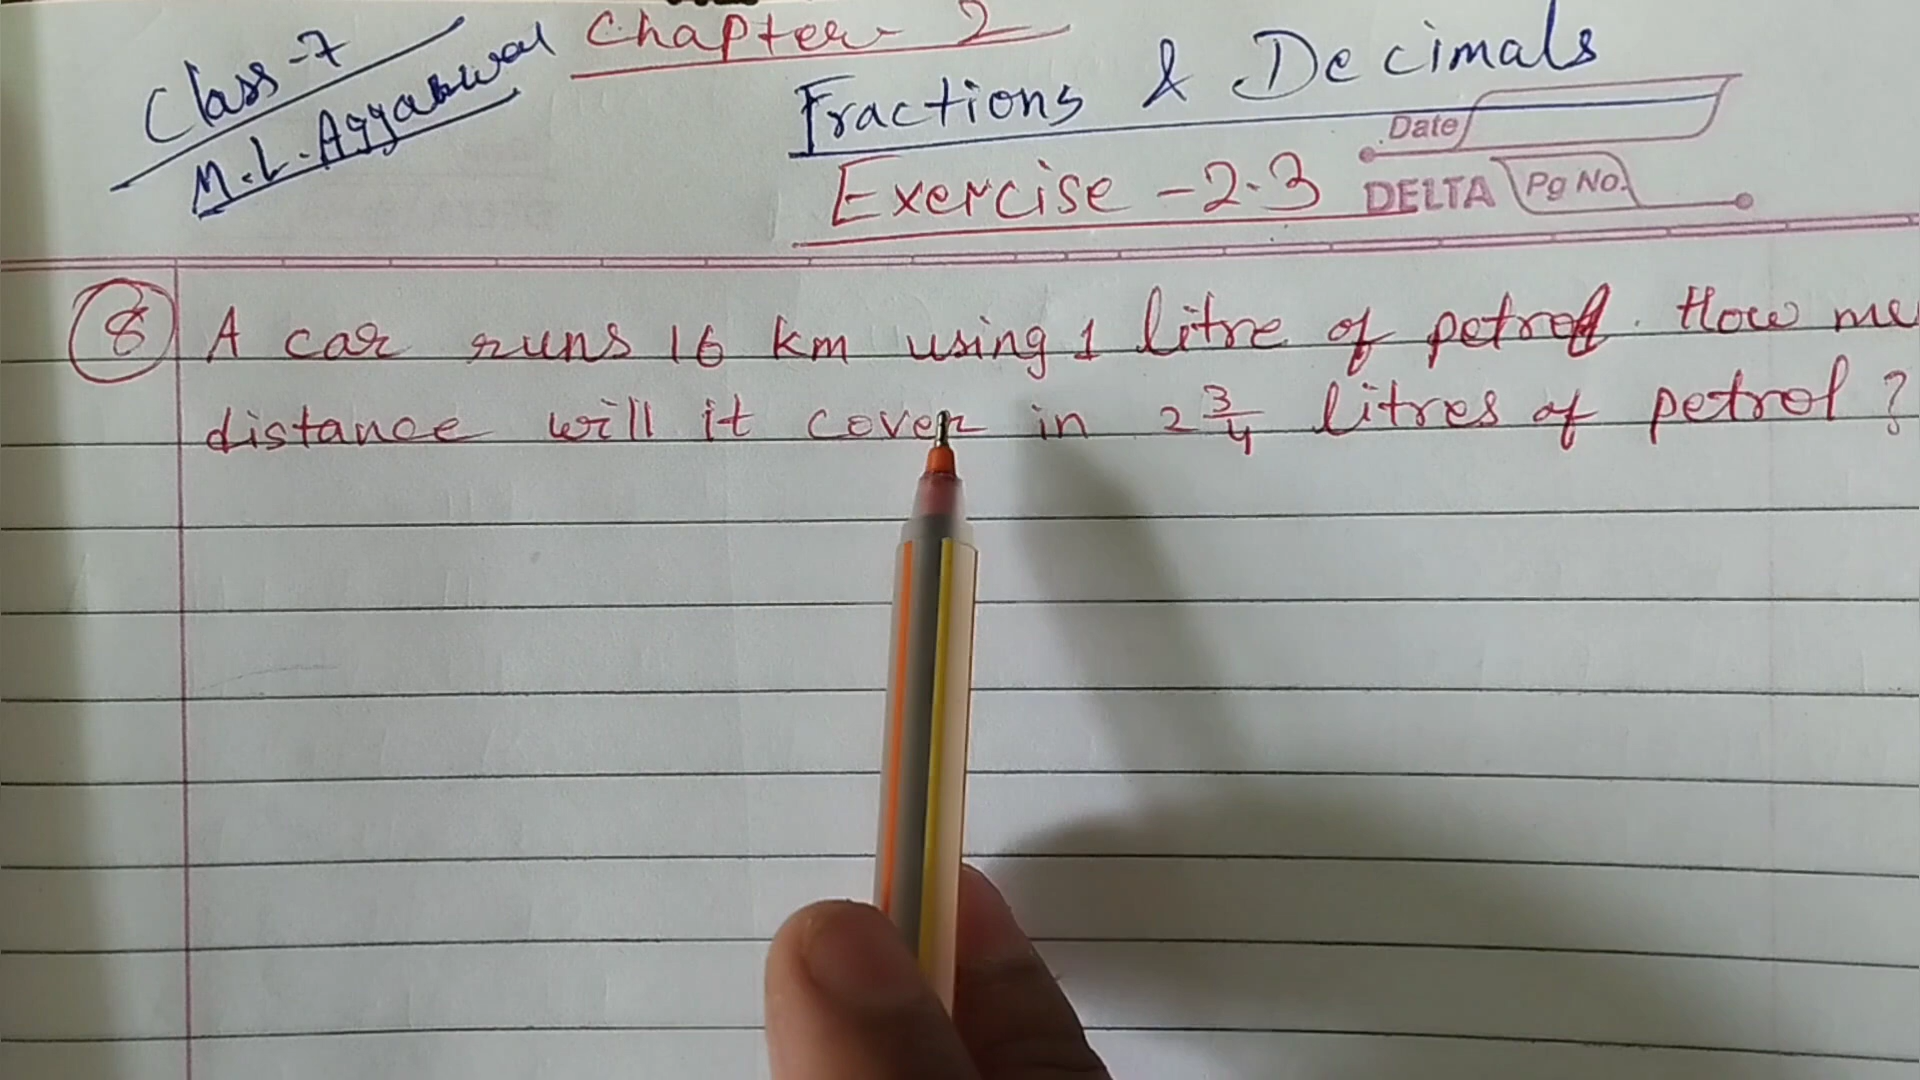 Class-7
M.L. Aggarwal
Chapter- 2
Fractions & Decimals
Date
Exercise -2.3
DELTA Pg No.
8 A car runs 16 km using 1 litre of petrol. How
distance will it cover in 2 3/4 litres of petrol?